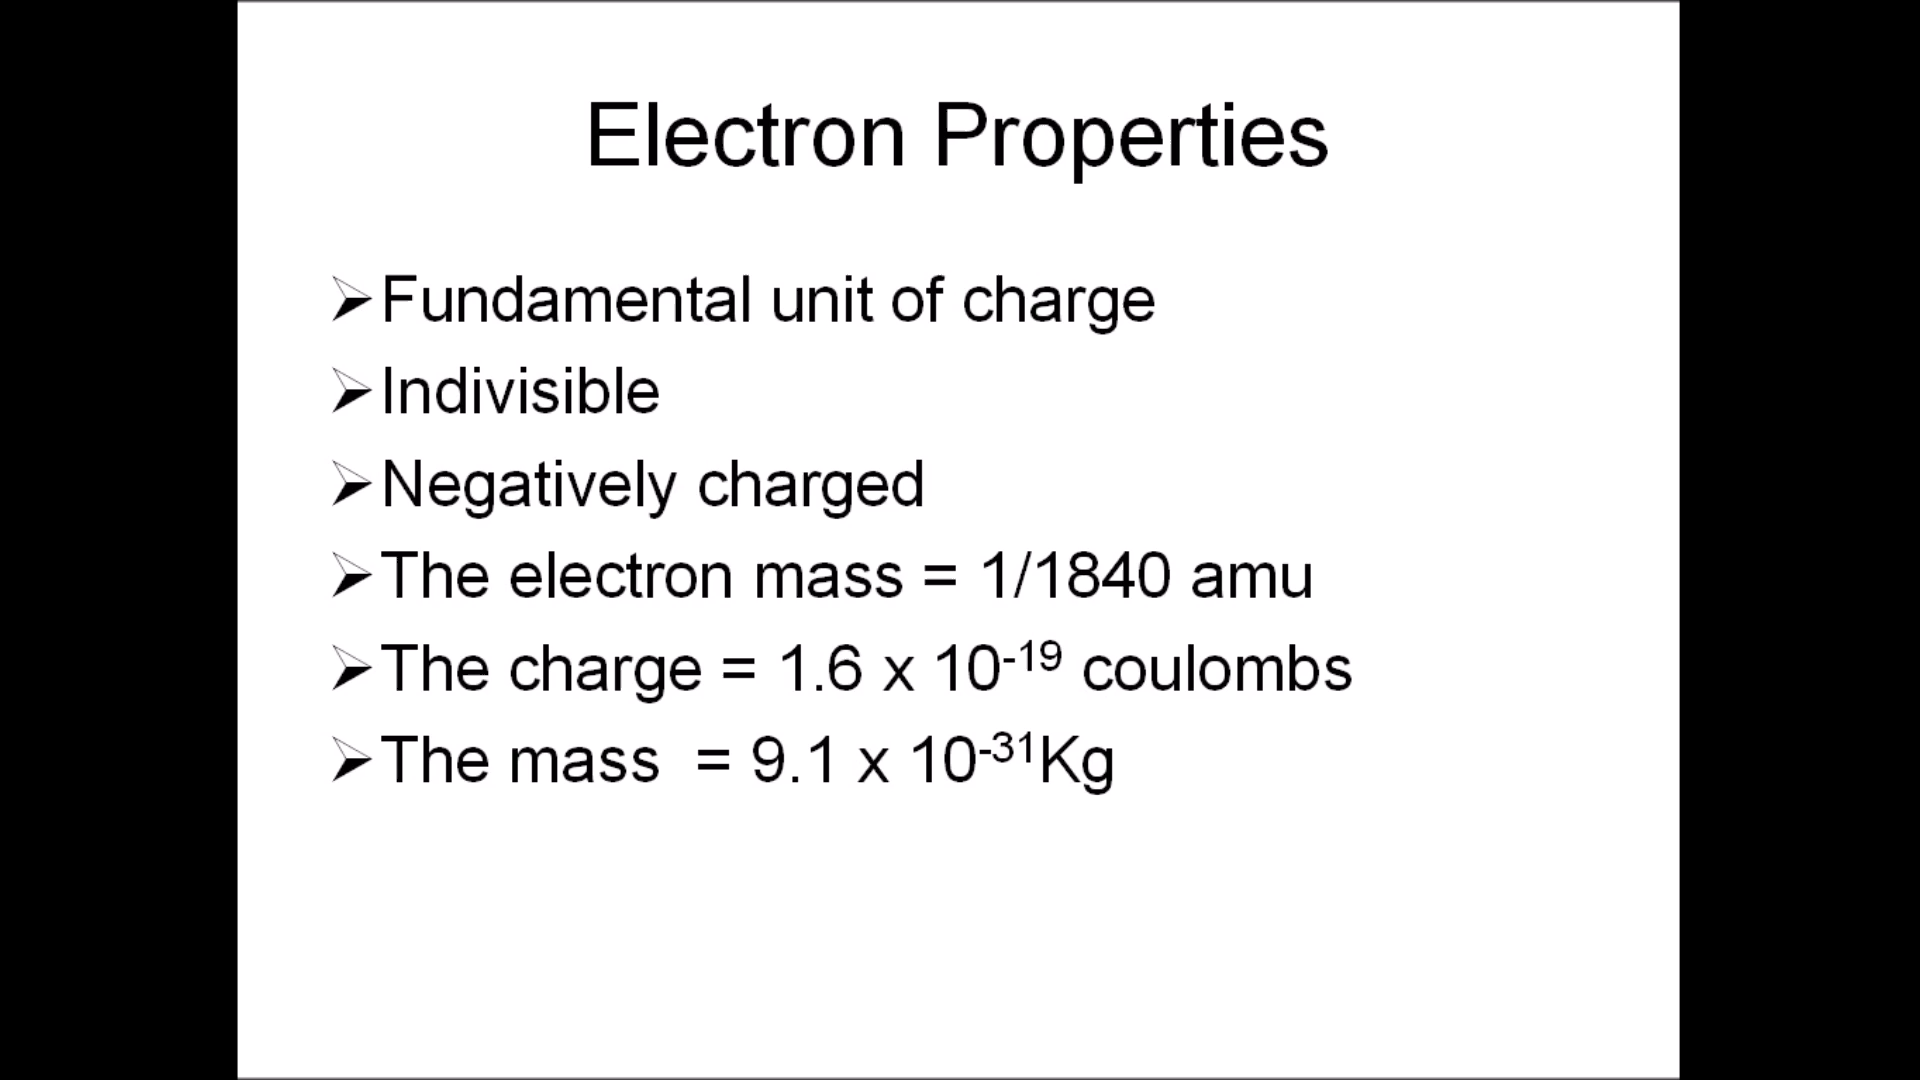 Electron Properties
➢Fundamental unit of charge
➢Indivisible
➢Negatively charged
➢The electron mass = 1/1840 amu
➢The charge = 1.6 x 10⁻¹⁹ coulombs
➢The mass  = 9.1 x 10⁻³¹Kg